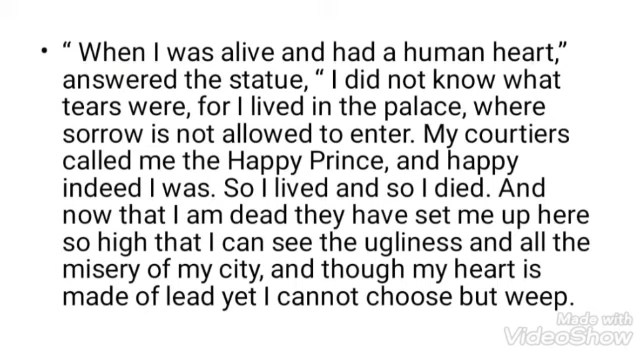 • “ When I was alive and had a human heart,”
answered the statue, “ I did not know what
tears were, for I lived in the palace, where
sorrow is not allowed to enter. My courtiers
called me the Happy Prince, and happy
indeed I was. So I lived and so I died. And
now that I am dead they have set me up here
so high that I can see the ugliness and all the
misery of my city, and though my heart is
made of lead yet I cannot choose but weep.
Made with
VideoShow